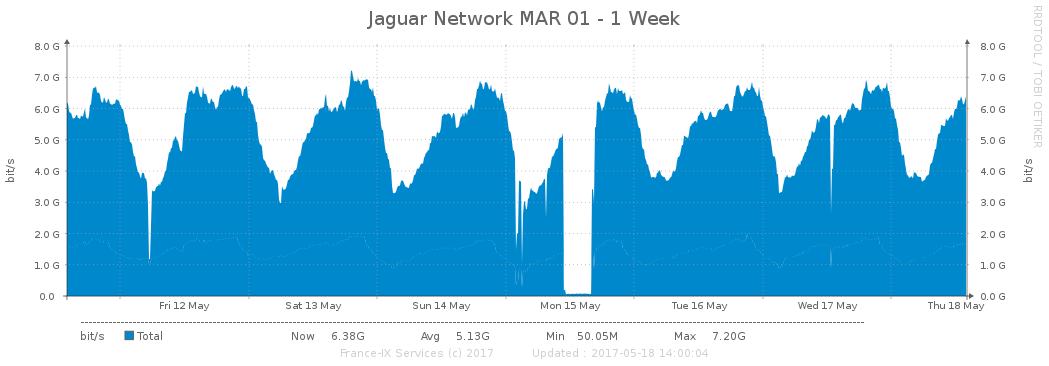 Jaguar Network MAR 01 - 1 Week
RRDTOOL / TOBI OETIKER
8.0 G 8.0 G
7.0 G 7.0 G
6.0 G 6.0 G
5.0 G 5.0 G
4.0 G 4.0 G
3.0 G 3.0 G
2.0 G 2.0 G
1.0 G 1.0 G
0.0 0.0 G
bit/s
bit/s
Fri 12 May Sat 13 May Sun 14 May Mon 15 May Tue 16 May Wed 17 May Thu 18 May
bit/s Total Now 6.38G Avg 5.13G Min 50.05M Max 7.20G
France-IX Services (c) 2017 Updated : 2017-05-18 14:00:04